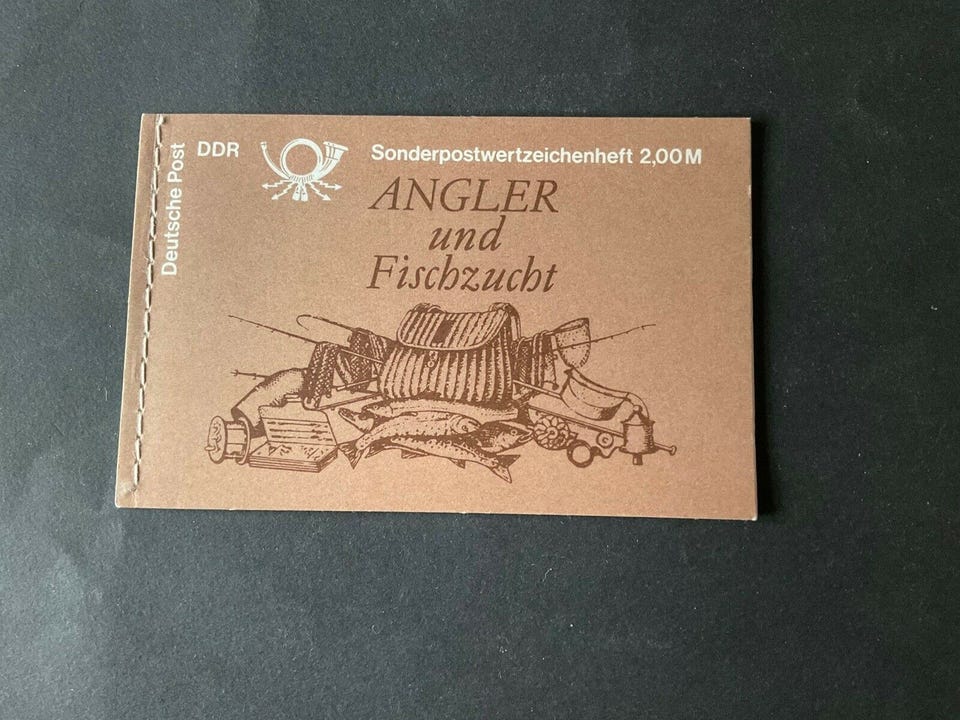 Deutsche Post
DDR
Sonderpostwertzeichenheft 2,00 M
ANGLER
und
Fischzucht